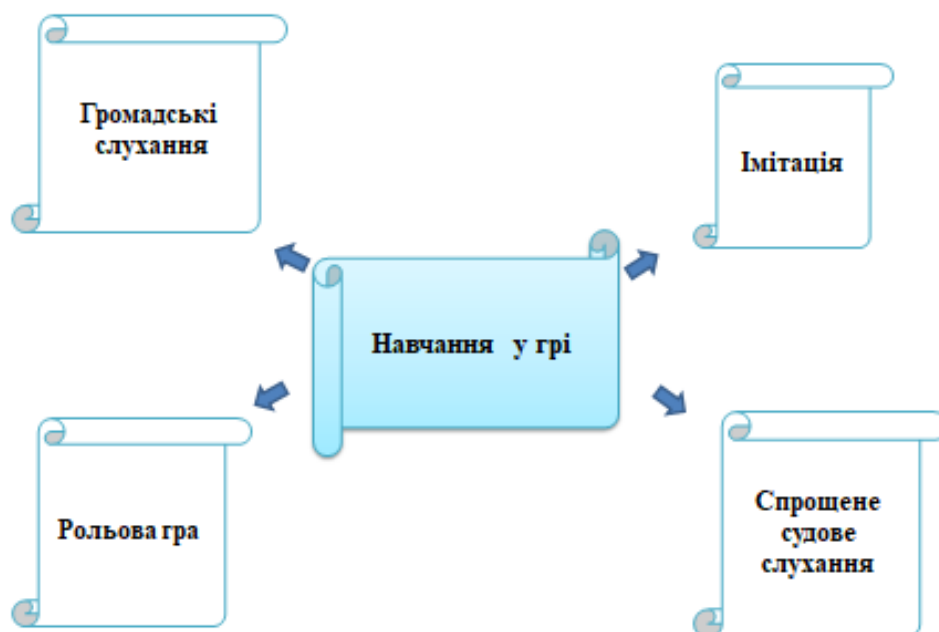 Громадські
слухання
Імітація
Навчання у грі
Рольова гра
Спрощене
судове
слухання